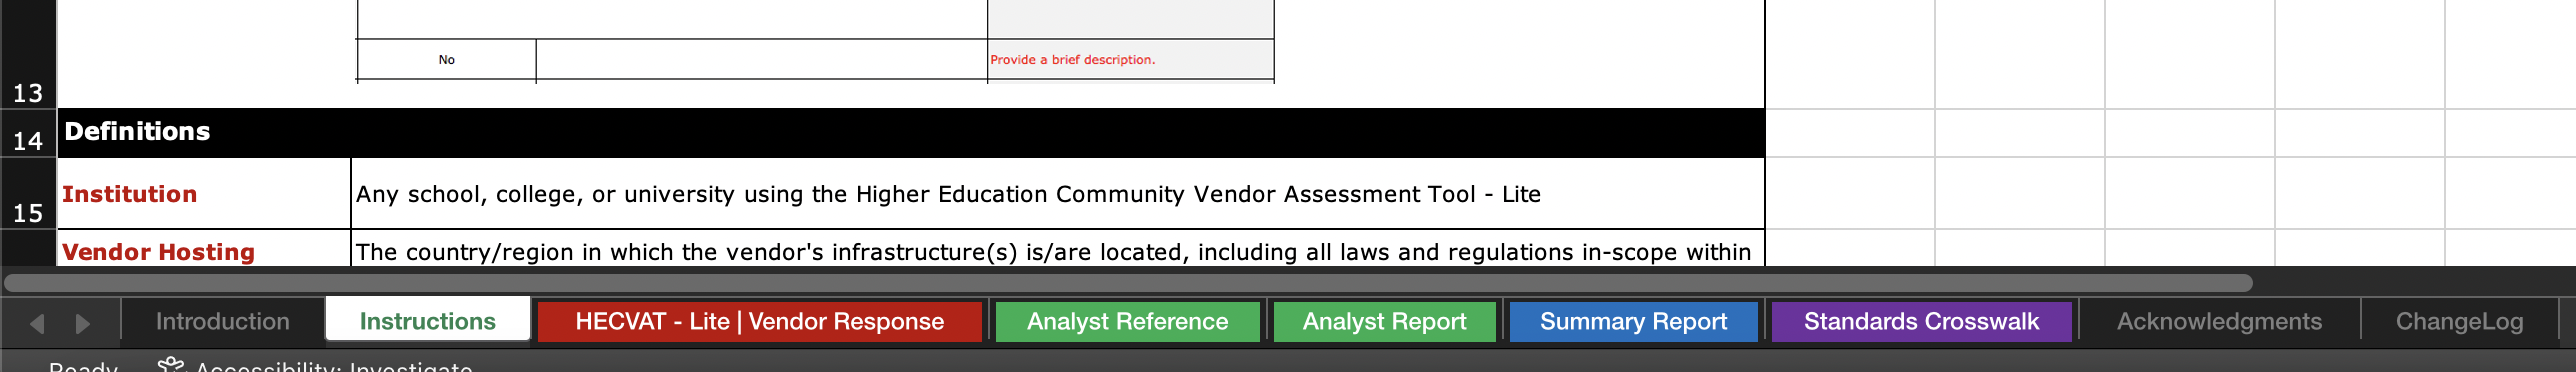 No
Provide a brief description.
13
14
Definitions
15
Institution
Any school, college, or university using the Higher Education Community Vendor Assessment Tool - Lite
Vendor Hosting
The country/region in which the vendor's infrastructure(s) is/are located, including all laws and regulations in-scope within
Introduction
Instructions
HECVAT - Lite | Vendor Response
Analyst Reference
Analyst Report
Summary Report
Standards Crosswalk
Acknowledgments
ChangeLog
Ready
Accessibility: Investigate